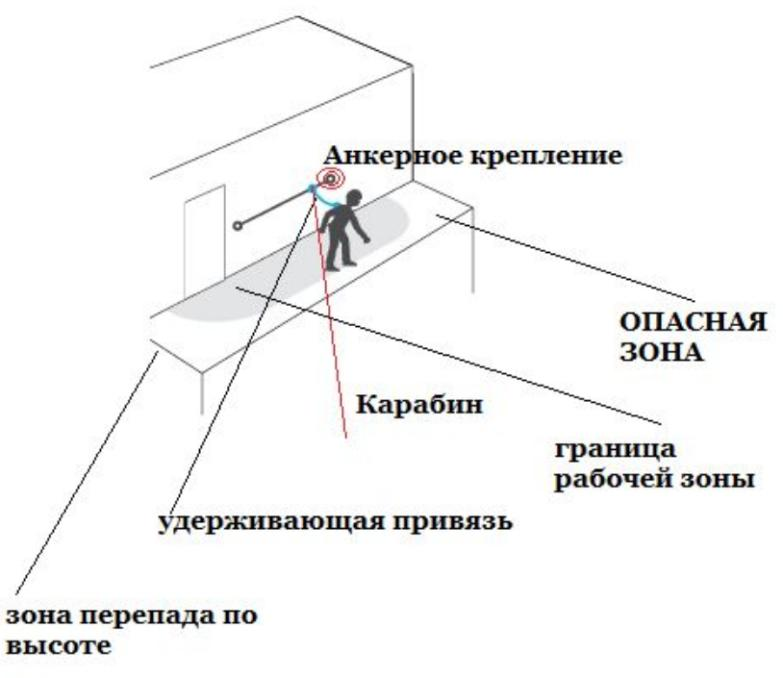 Анкерное крепление
ОПАСНАЯ
ЗОНА
Карабин
граница
рабочей зоны
удерживающая привязь
зона перепада по
высоте